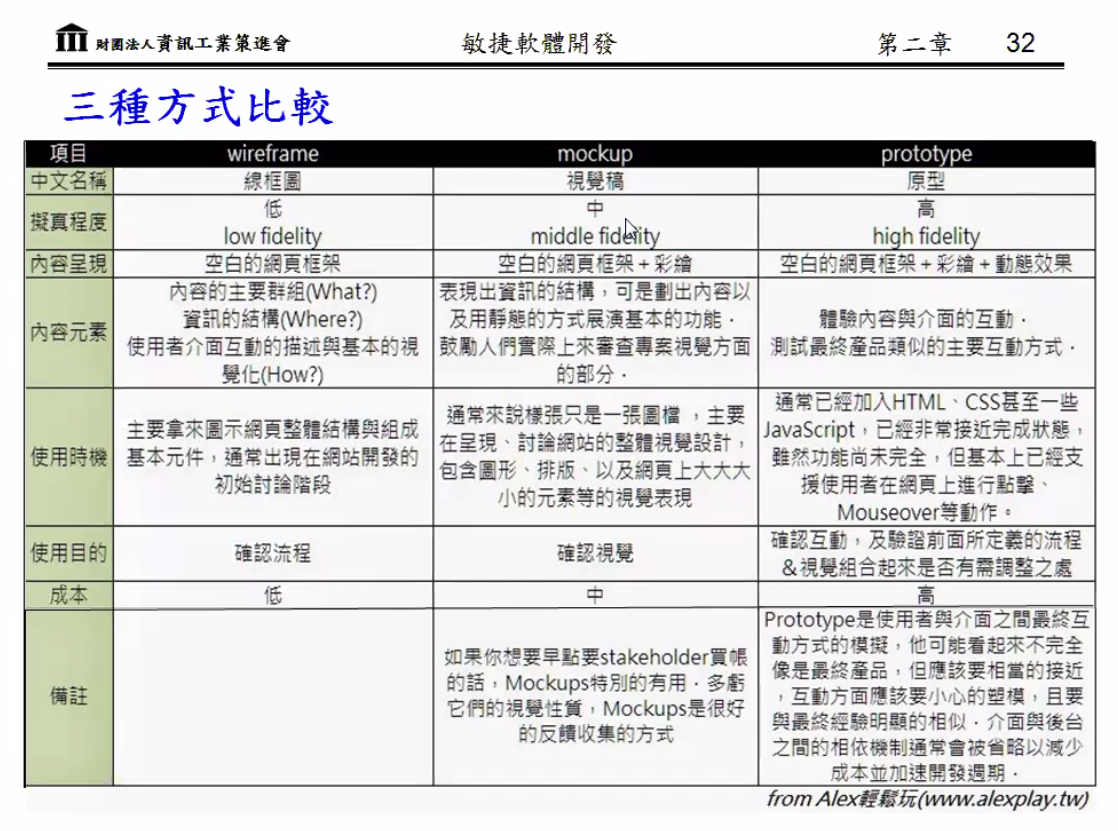 財團法人資訊工業策進會
敏捷軟體開發
第二章 32
三種方式比較
項目 wireframe mockup prototype
中文名稱 線框圖 視覺稿 原型
擬真程度
低
low fidelity
中
middle fidelity
高
high fidelity
內容呈現 空白的網頁框架 空白的網頁框架+彩繪 空白的網頁框架+彩繪+動態效果
內容元素
內容的主要群組(What?)
資訊的結構(Where?)
使用者介面互動的描述與基本的視
覺化(How?)
表現出資訊的結構，可是劃出內容以
及用靜態的方式展演基本的功能．
鼓勵人們實際上來審查專案視覺方面
的部分．
體驗內容與介面的互動．
測試最終產品類似的主要互動方式．
使用時機
主要拿來圖示網頁整體結構與組成
基本元件，通常出現在網站開發的
初始討論階段
通常來說樣張只是一張圖檔 ，主要
在呈現、討論網站的整體視覺設計，
包含圖形、排版、以及網頁上大大大
小的元素等的視覺表現
通常已經加入HTML、CSS甚至一些
JavaScript，已經非常接近完成狀態，
雖然功能尚未完全，但基本上已經支
援使用者在網頁上進行點擊、
Mouseover等動作。
使用目的
確認流程
確認視覺
確認互動，及驗證前面所定義的流程
&視覺組合起來是否有需調整之處
成本 低 中 高
備註
如果你想要早點要stakeholder買帳
的話，Mockups特別的有用．多虧
它們的視覺性質，Mockups是很好
的反饋收集的方式
Prototype是使用者與介面之間最終互
動方式的模擬，他可能看起來不完全
像是最終產品，但應該要相當的接近
，互動方面應該要小心的塑模，且要
與最終經驗明顯的相似．介面與後台
之間的相依機制通常會被省略以減少
成本並加速開發週期．
from Alex輕鬆玩(www.alexplay.tw)